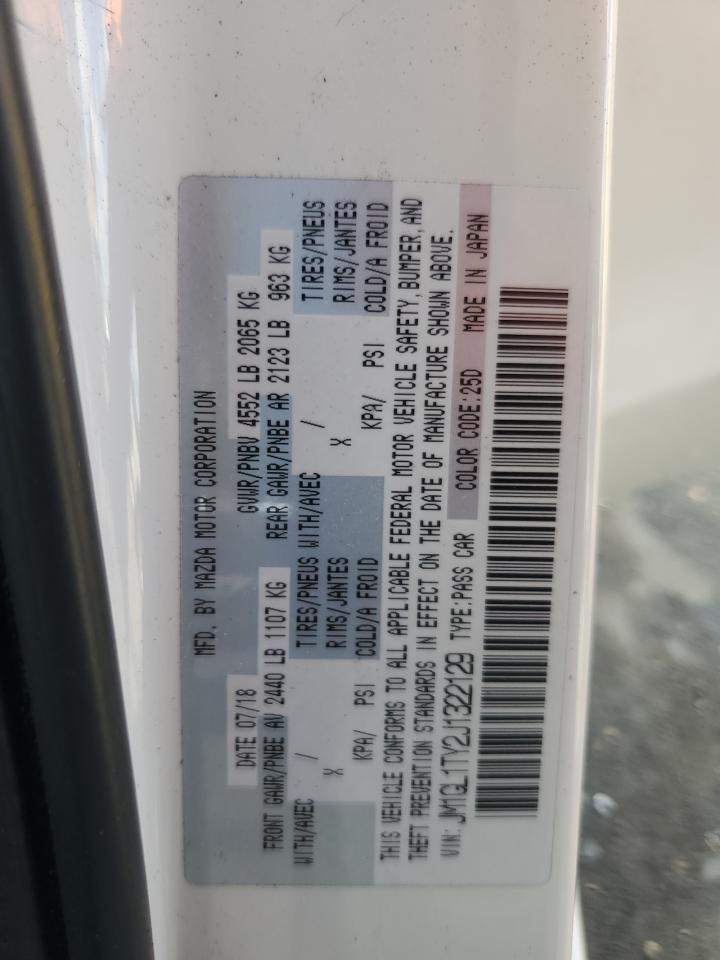 MFD. BY MAZDA MOTOR CORPORATION
DATE 07/18 GVWR/PNBV 4552 LB 2065 KG
FRONT GAWR/PNBE AV 2440 LB 1107 KG REAR GAWR/PNBE AR 2123 LB 963 KG
WITH/AVEC / TIRES/PNEUS WITH/AVEC / TIRES/PNEUS
X RIMS/JANTES X RIMS/JANTES
KPA/ PSI COLD/A FROID KPA/ PSI COLD/A FROID
THIS VEHICLE CONFORMS TO ALL APPLICABLE FEDERAL MOTOR VEHICLE SAFETY, BUMPER, AND
THEFT PREVENTION STANDARDS IN EFFECT ON THE DATE OF MANUFACTURE SHOWN ABOVE.
VIN: JM1GL1TY2J1322129 TYPE:PASS CAR COLOR CODE:25D MADE IN JAPAN